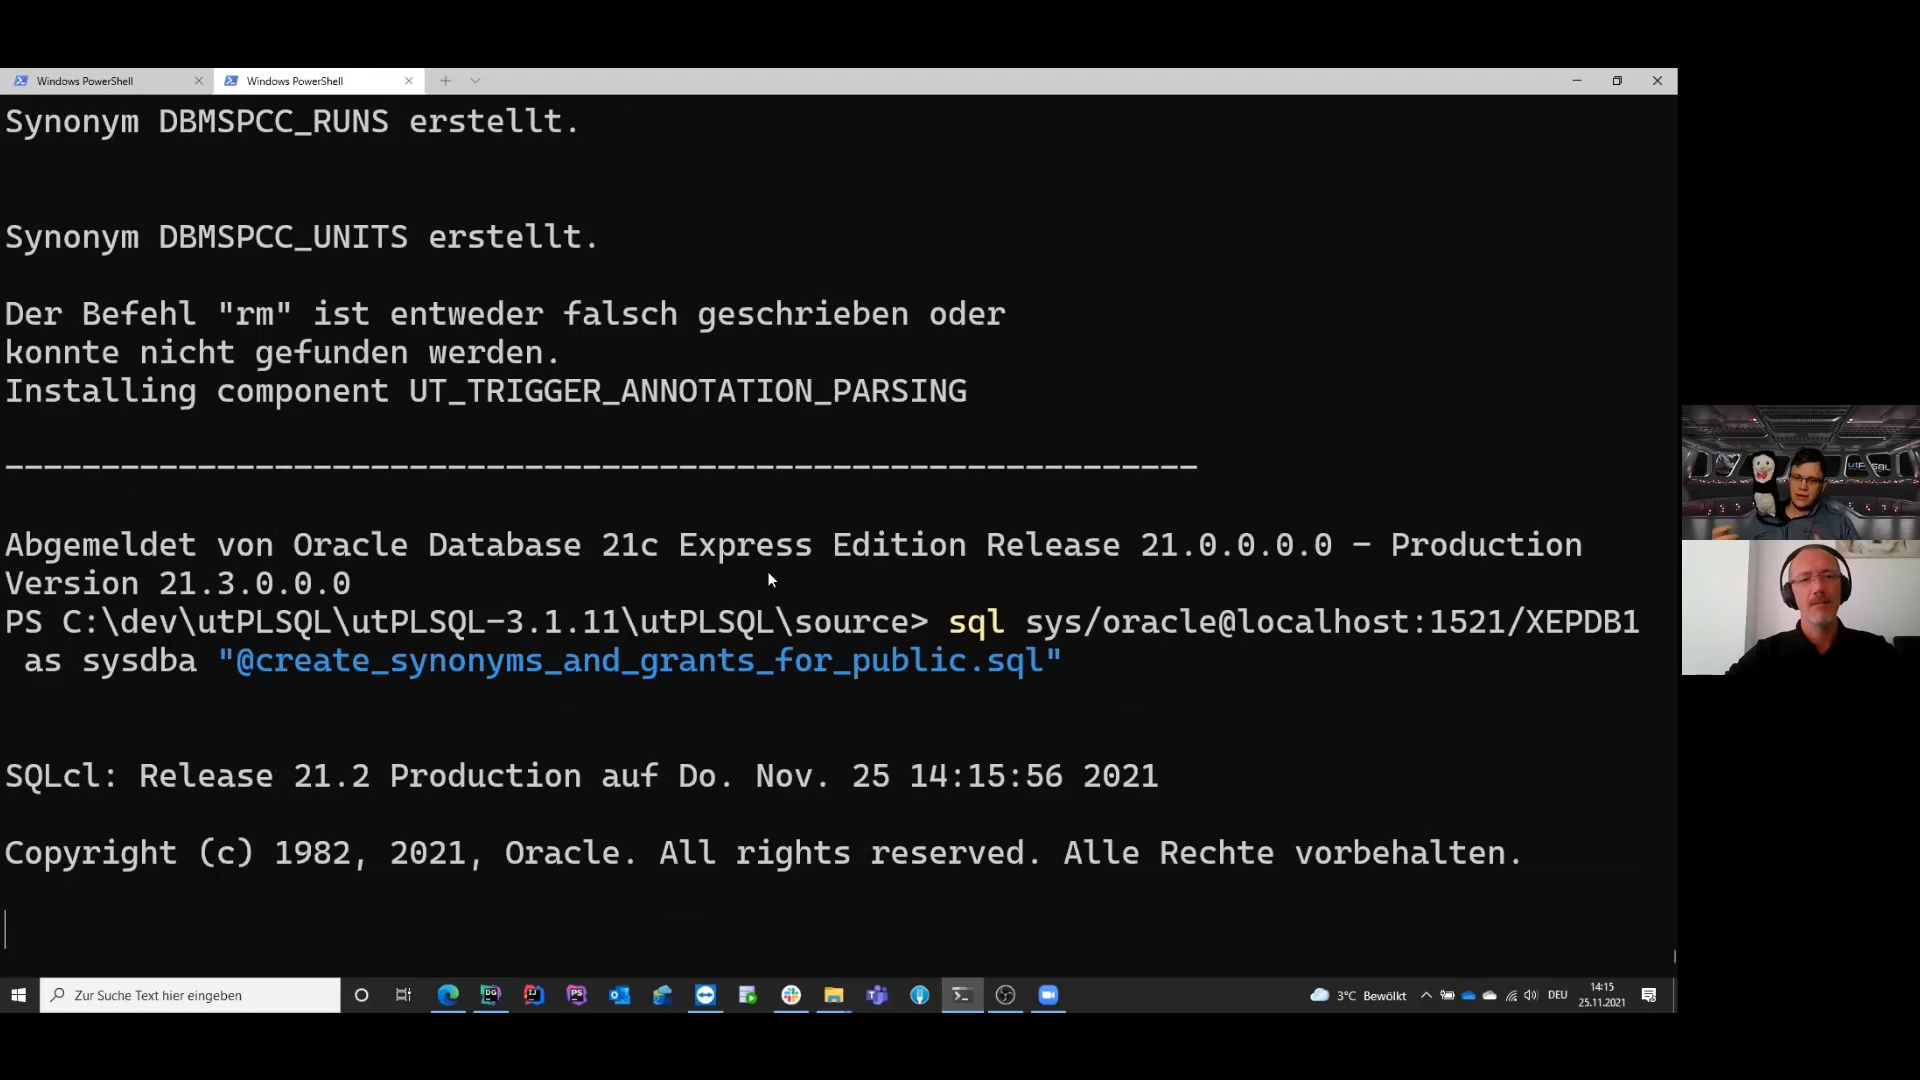 Windows PowerShell
Windows PowerShell
Synonym DBMSPCC_RUNS erstellt.
Synonym DBMSPCC_UNITS erstellt.
Der Befehl "rm" ist entweder falsch geschrieben oder
konnte nicht gefunden werden.
Installing component UT_TRIGGER_ANNOTATION_PARSING
--------------------------------------------------------------
Abgemeldet von Oracle Database 21c Express Edition Release 21.0.0.0.0 - Production
Version 21.3.0.0.0
PS C:\dev\utPLSQL\utPLSQL-3.1.11\utPLSQL\source> sql sys/oracle@localhost:1521/XEPDB1
as sysdba "@create_synonyms_and_grants_for_public.sql"
SQLcl: Release 21.2 Production auf Do. Nov. 25 14:15:56 2021
Copyright (c) 1982, 2021, Oracle. All rights reserved. Alle Rechte vorbehalten.
Zur Suche Text hier eingeben
3°C Bewölkt
DEU
14:15
25.11.2021